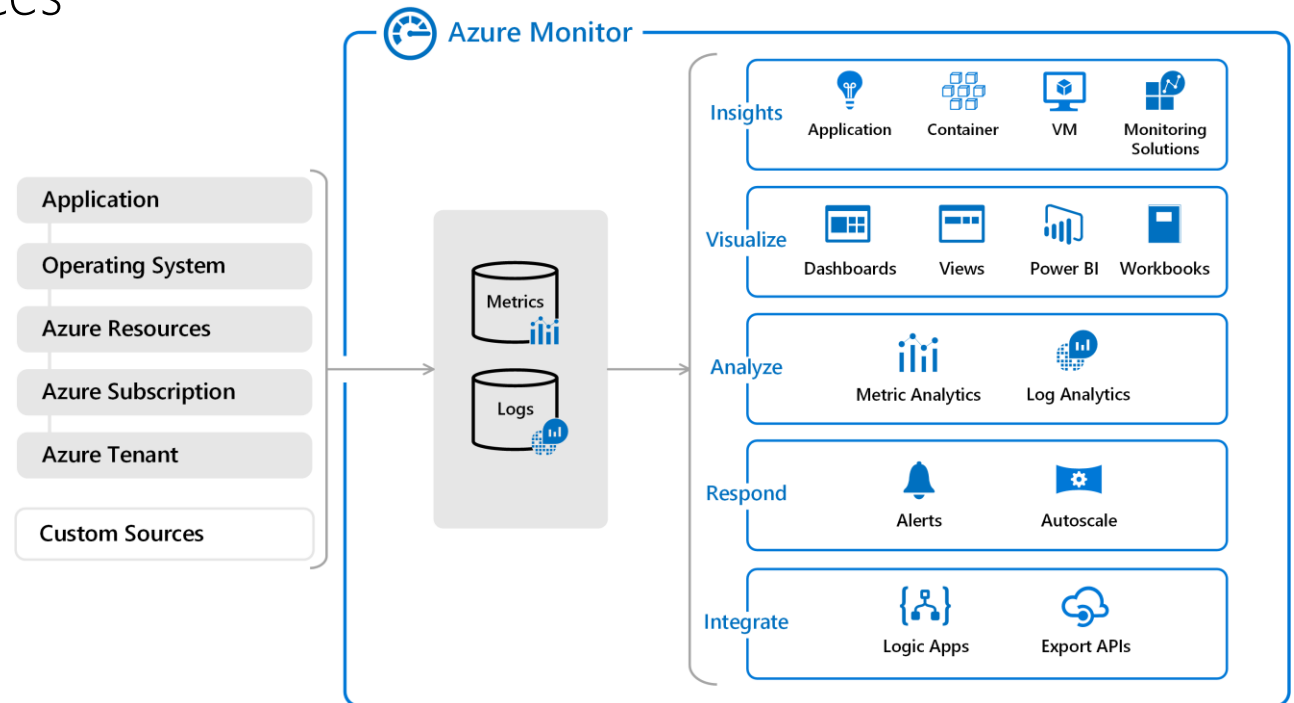 Azure Monitor
Application
Operating System
Azure Resources
Azure Subscription
Azure Tenant
Custom Sources
Metrics
Logs
Insights
Application
Container
VM
Monitoring
Solutions
Visualize
Dashboards
Views
Power BI
Workbooks
Analyze
Metric Analytics
Log Analytics
Respond
Alerts
Autoscale
Integrate
Logic Apps
Export APIs